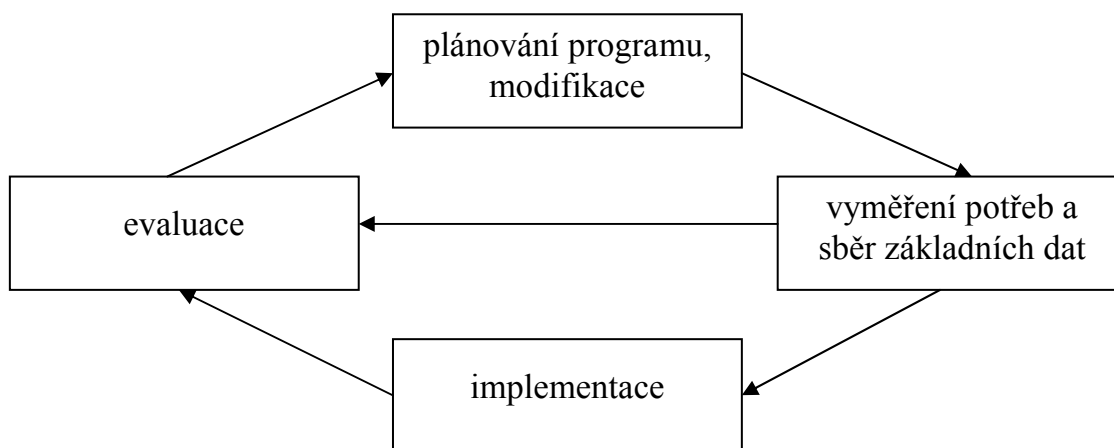 plánování programu,
modifikace
evaluace
vyměření potřeb a
sběr základních dat
implementace